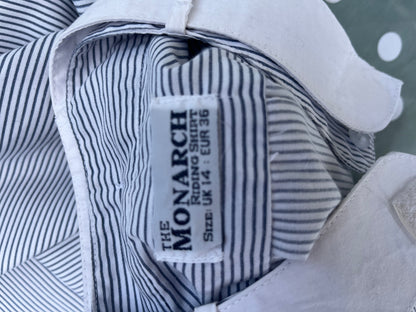 THE
MONARCH
RIDING SHIRT
SIZE: UK 14 : EUR 36